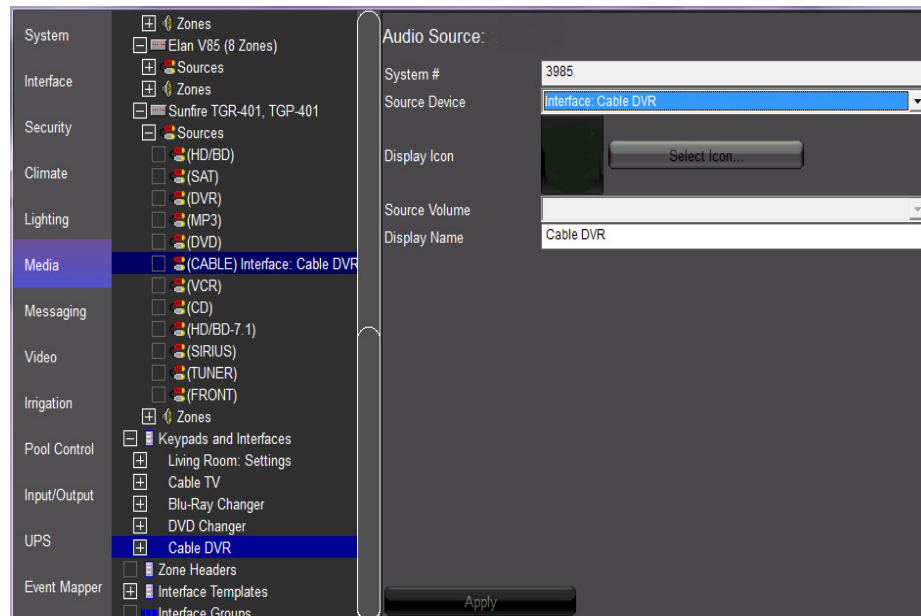 System
Interface
Security
Climate
Lighting
Media
Messaging
Video
Irrigation
Pool Control
Input/Output
UPS
Event Mapper
Zones
Elan V85 (8 Zones)
Sources
Zones
Sunfire TGR-401, TGP-401
Sources
(HD/BD)
(SAT)
(DVR)
(MP3)
(DVD)
(CABLE) Interface: Cable DVR
(VCR)
(CD)
(HD/BD-7.1)
(SIRIUS)
(TUNER)
(FRONT)
Zones
Keypads and Interfaces
Living Room: Settings
Cable TV
Blu-Ray Changer
DVD Changer
Cable DVR
Zone Headers
Interface Templates
Interface Groups
Audio Source:
System # 3985
Source Device Interface: Cable DVR
Display Icon Select Icon...
Source Volume
Display Name Cable DVR
Apply